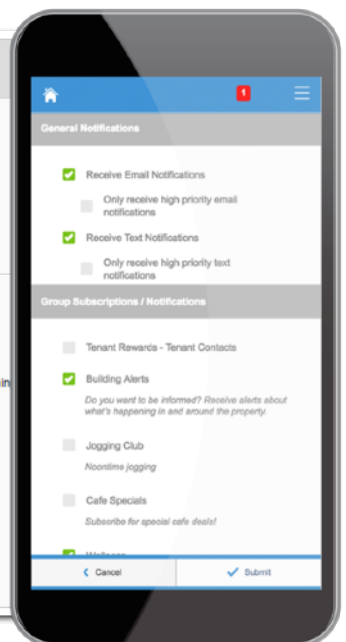 1
General Notifications
Receive Email Notifications
Only receive high priority email
notifications
Receive Text Notifications
Only receive high priority text
notifications
Group Subscriptions / Notifications
Tenant Rewards - Tenant Contacts
Building Alerts
Do you want to be informed? Receive alerts about
what's happening in and around the property.
Jogging Club
Noontime jogging
Cafe Specials
Subscribe for special cafe deals!
Wellness
Cancel
Submit